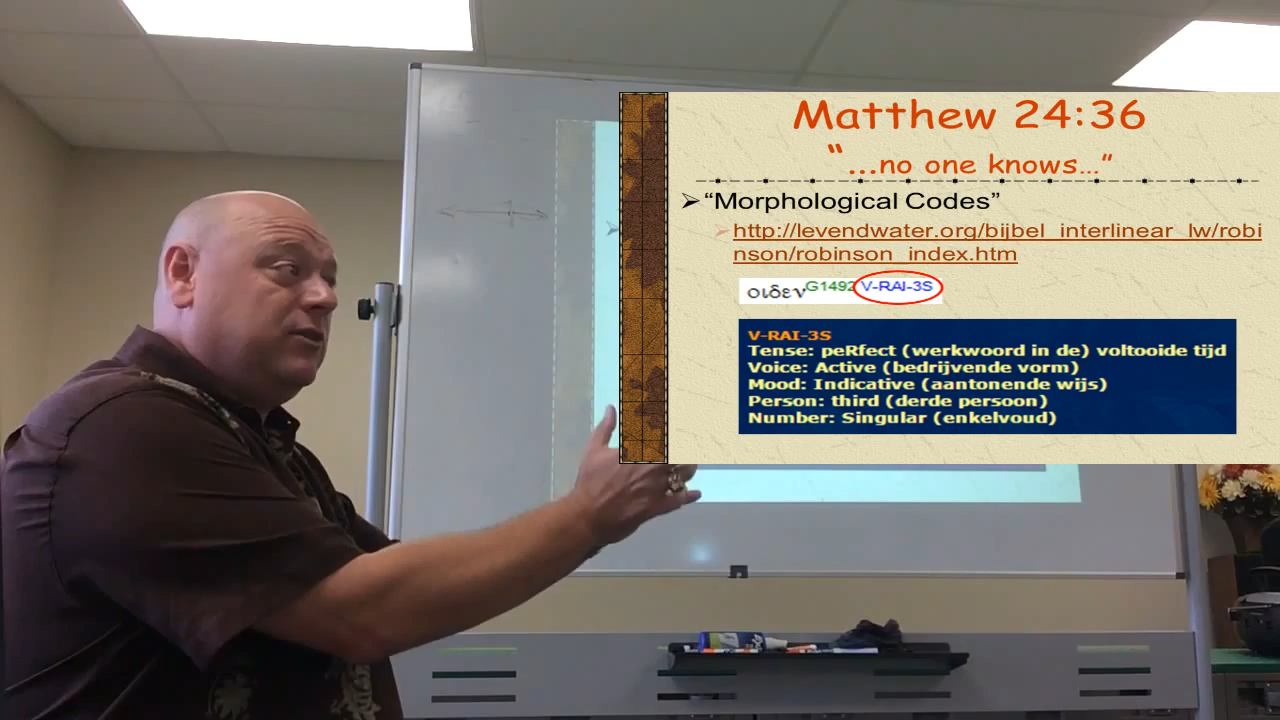 Matthew 24:36
“...no one knows...”
“Morphological Codes”
http://levendwater.org/bijbel_interlinear_lw/robi
nson/robinson_index.htm
οιδεν G1492 V-RAI-3S
V-RAI-3S
Tense: peRfect (werkwoord in de) voltooide tijd
Voice: Active (bedrijvende vorm)
Mood: Indicative (aantonende wijs)
Person: third (derde persoon)
Number: Singular (enkelvoud)